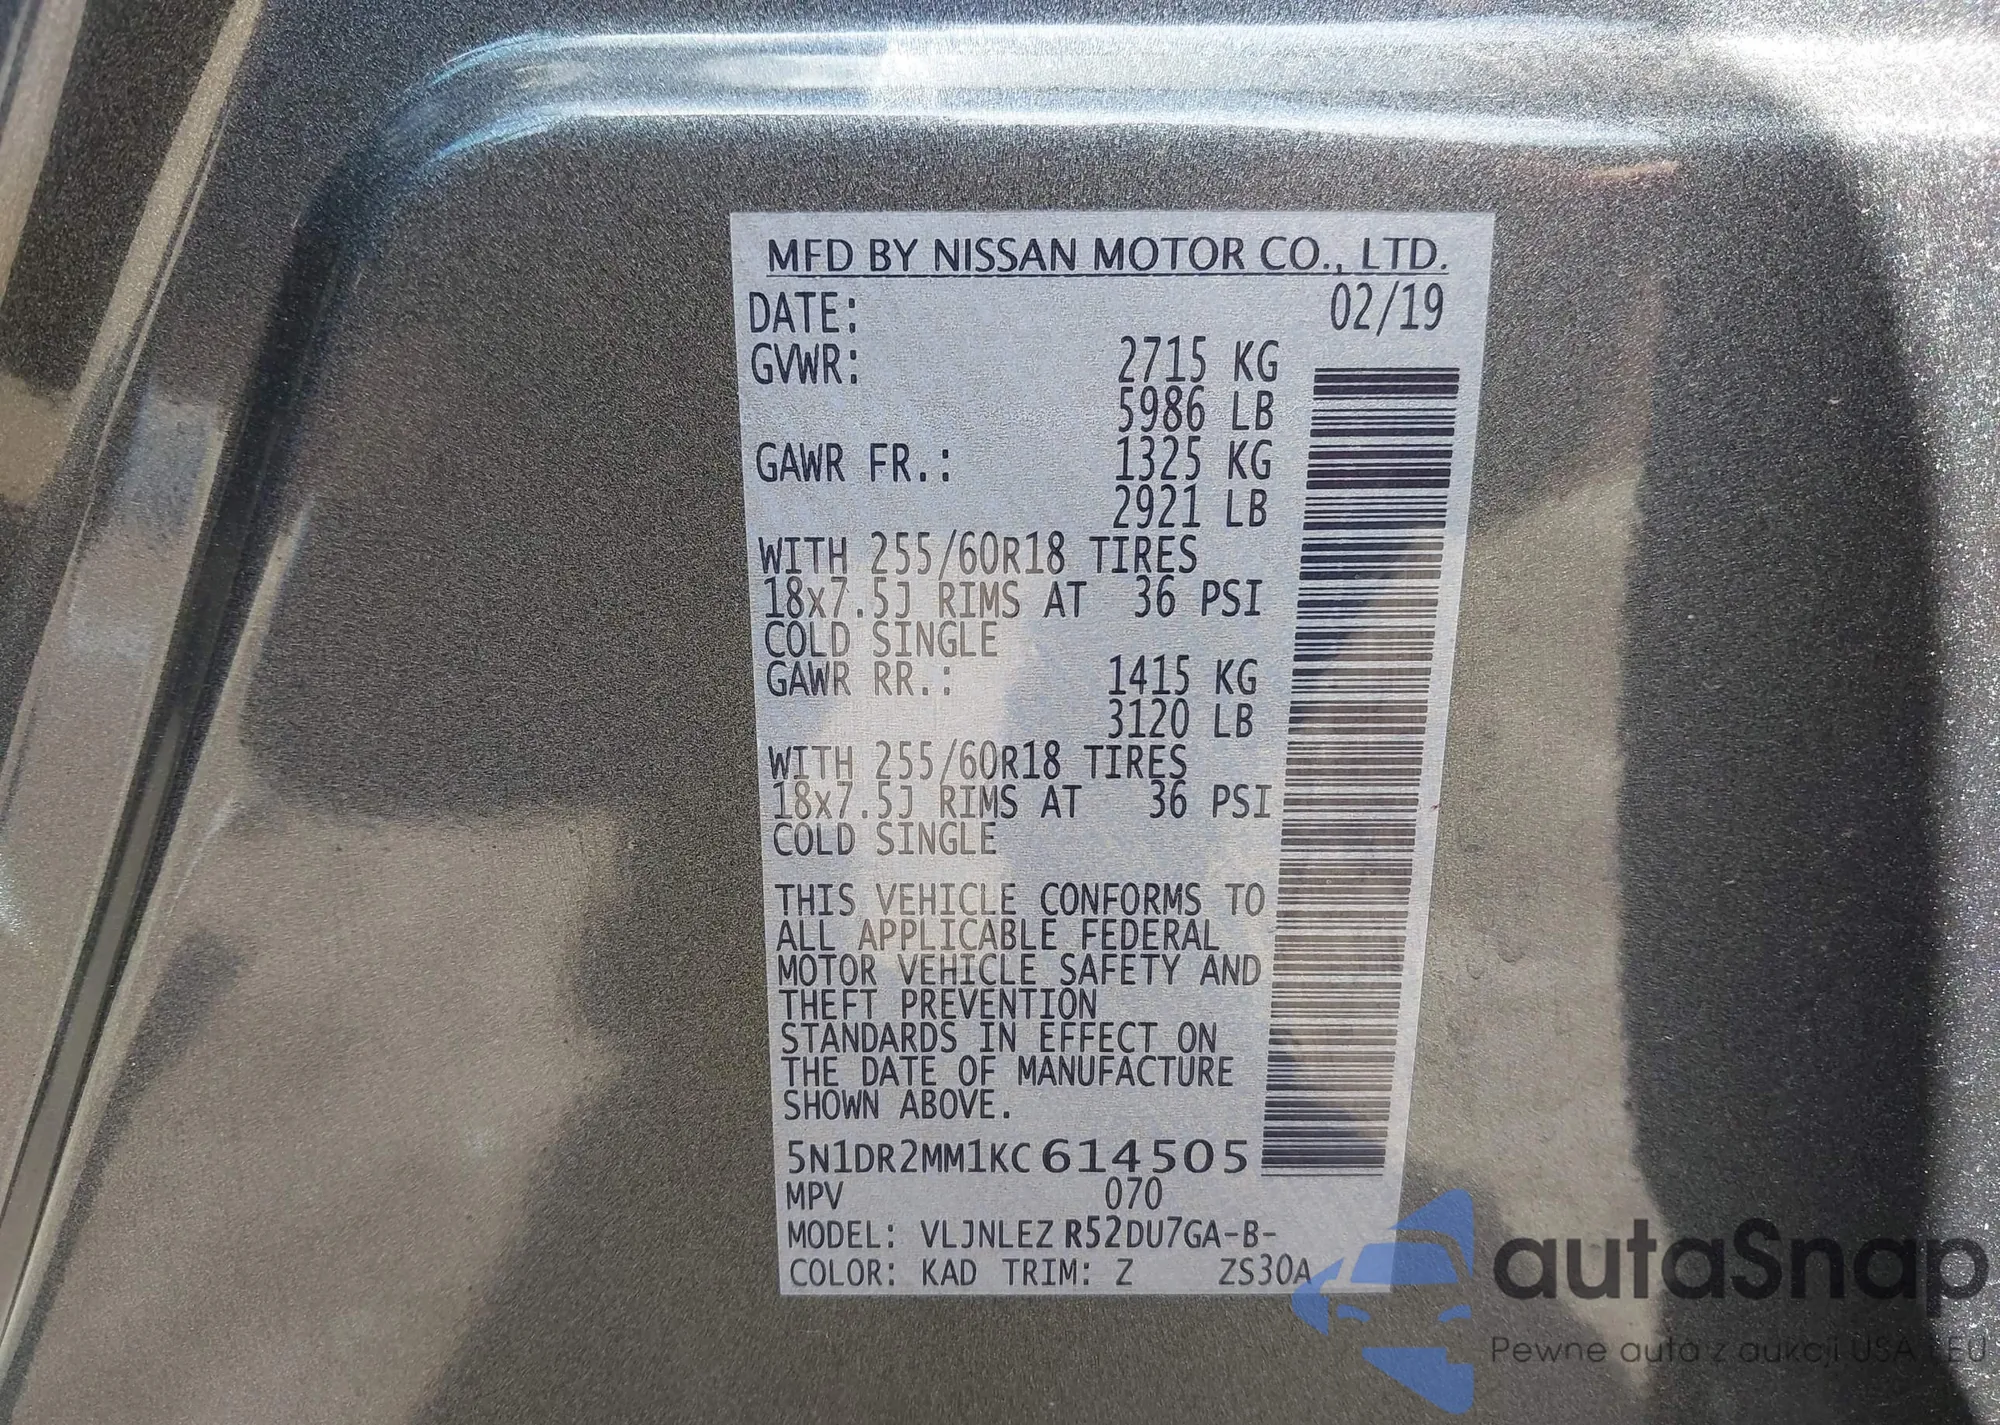 MFD BY NISSAN MOTOR CO., LTD.
DATE: 02/19
GVWR: 2715 KG
5986 LB
GAWR FR.: 1325 KG
2921 LB
WITH 255/60R18 TIRES
18x7.5J RIMS AT 36 PSI
COLD SINGLE
GAWR RR.: 1415 KG
3120 LB
WITH 255/60R18 TIRES
18x7.5J RIMS AT 36 PSI
COLD SINGLE
THIS VEHICLE CONFORMS TO
ALL APPLICABLE FEDERAL
MOTOR VEHICLE SAFETY AND
THEFT PREVENTION
STANDARDS IN EFFECT ON
THE DATE OF MANUFACTURE
SHOWN ABOVE.
5N1DR2MM1KC614505
MPV 070
MODEL: VLJNLEZ R52DU7GA-B-
COLOR: KAD TRIM: Z ZS30A
autaSnap
Pewne auta z aukcji USA i EU